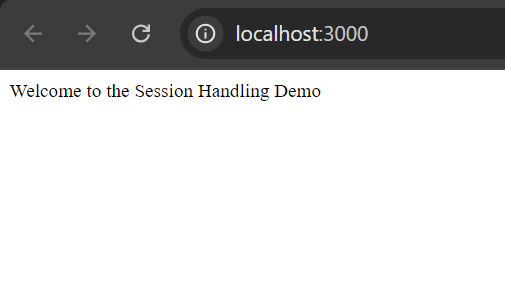 localhost:3000
Welcome to the Session Handling Demo